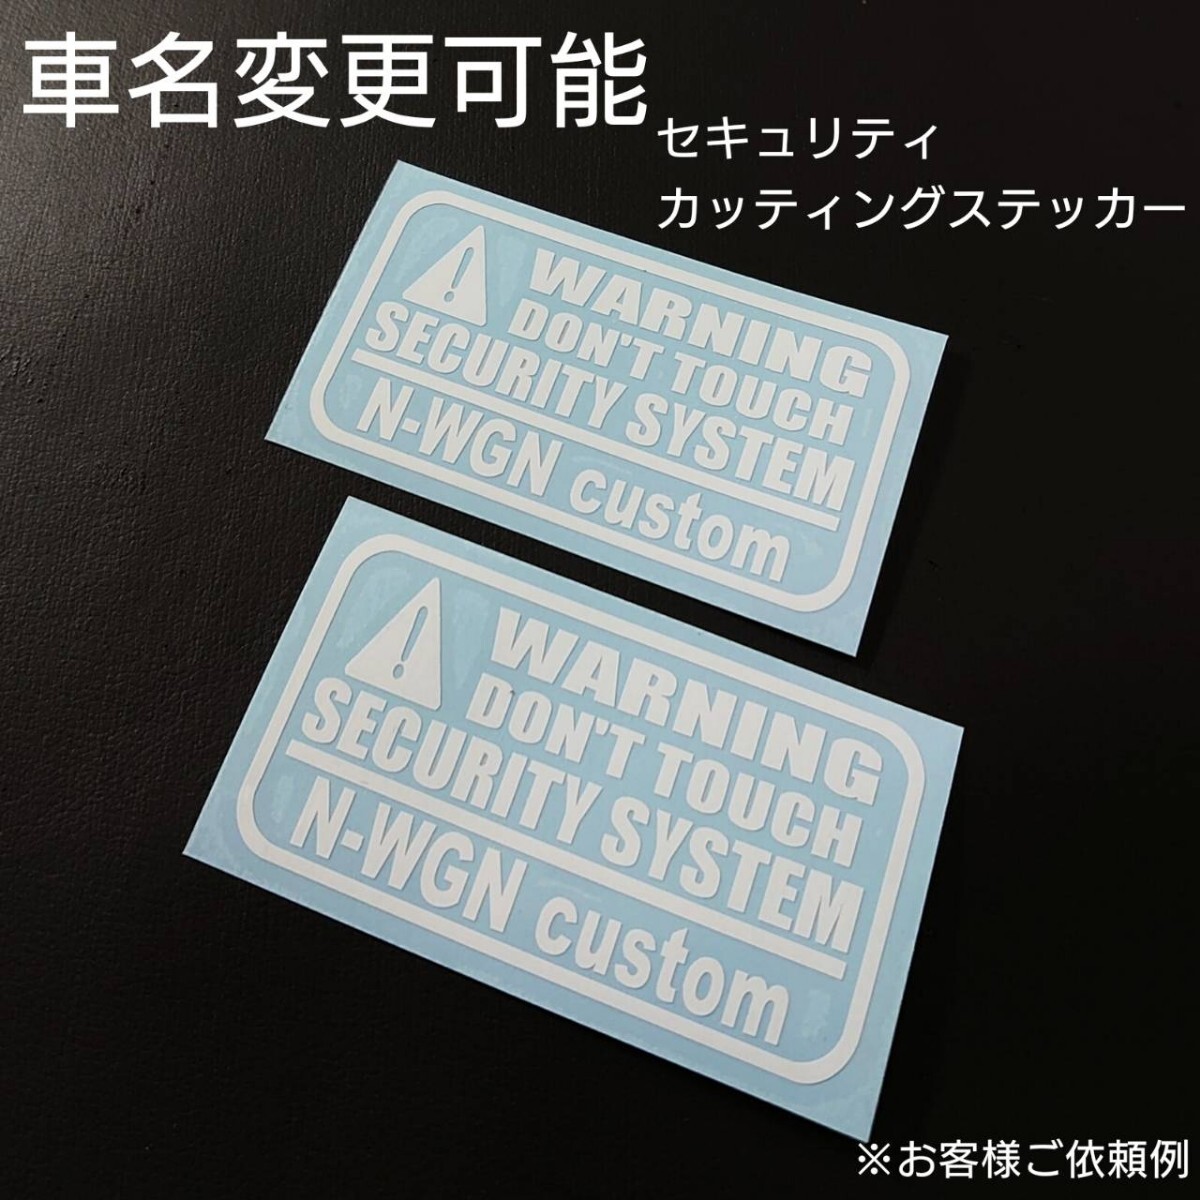 車名変更可能
セキュリティ
カッティングステッカー
WARNING
DON'T TOUCH
SECURITY SYSTEM
N-WGN custom
WARNING
DON'T TOUCH
SECURITY SYSTEM
N-WGN custom
※お客様ご依頼例